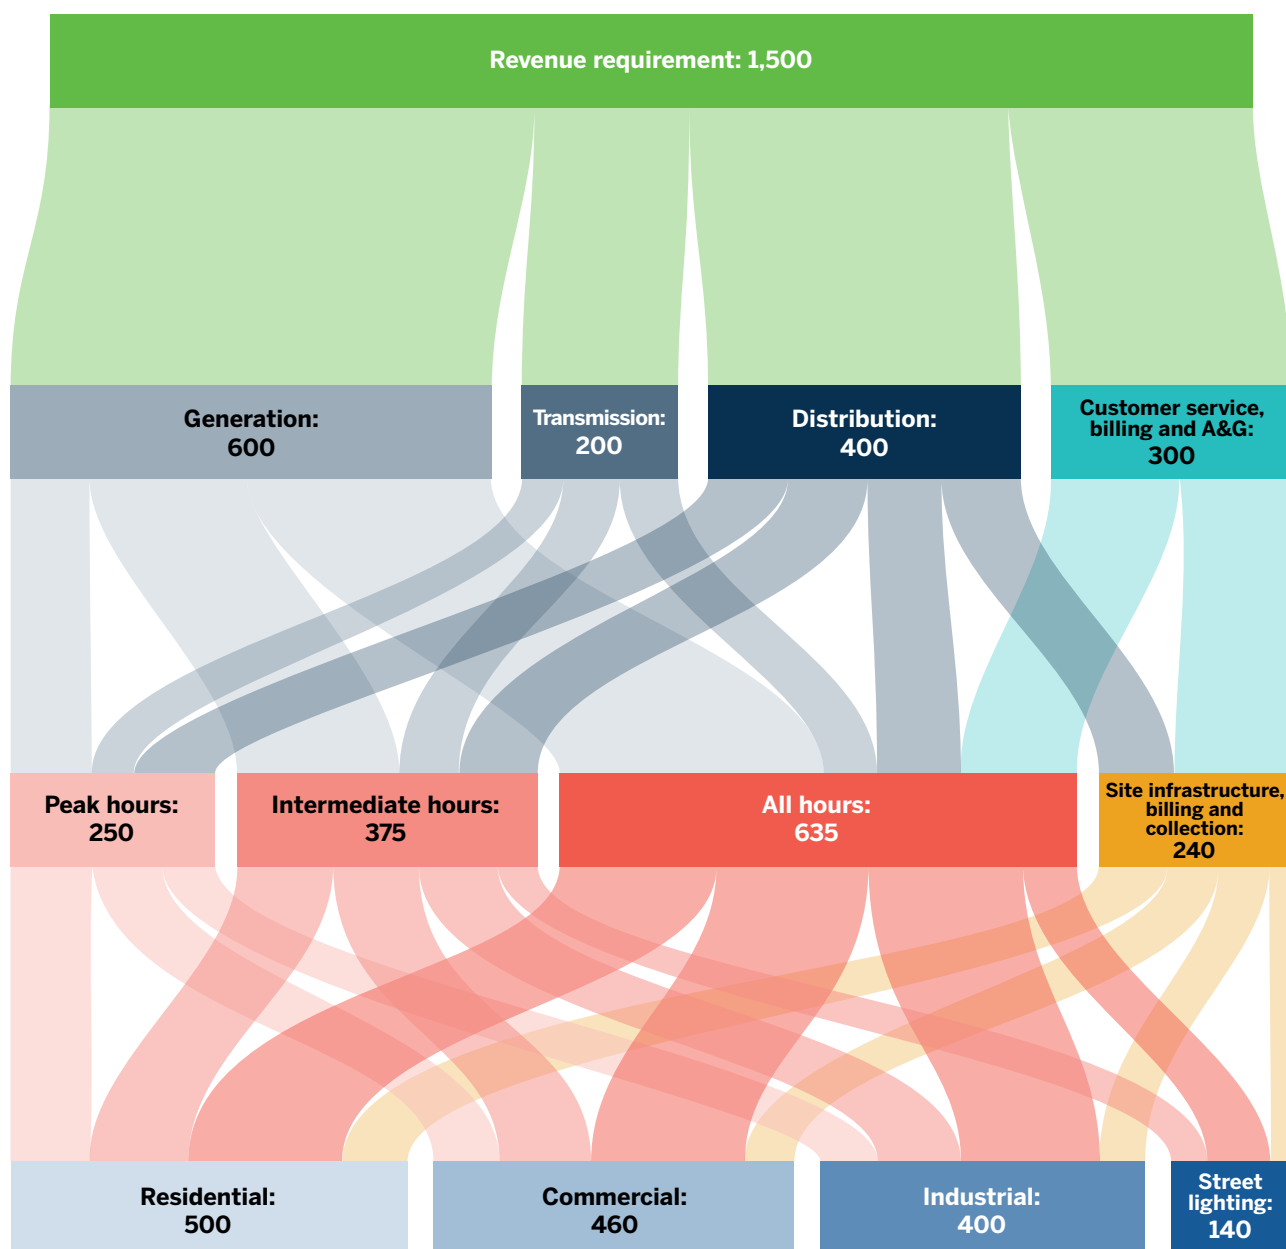 Revenue requirement: 1,500
Generation:
600
Transmission:
200
Distribution:
400
Customer service,
billing and A&G:
300
Peak hours:
250
Intermediate hours:
375
All hours:
635
Site infrastructure,
billing and
collection:
240
Residential:
500
Commercial:
460
Industrial:
400
Street
lighting:
140